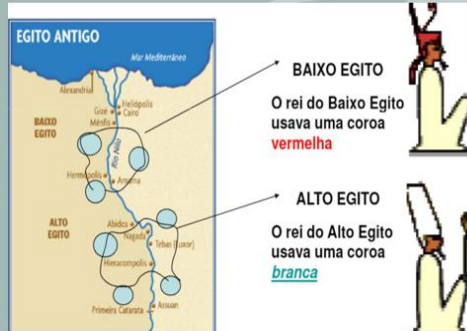 EGITO ANTIGO
Mar Mediterrâneo
Alexandria
Heliópolis
Gizé
Cairo
Mênfis
BAIXO
EGITO
Rio Nilo
Hermópolis
Amarna
ALTO
EGITO
Abidos
Nagada
Tebas (Luxor)
Hieracompolis
Assuan
Primeira Catarata
BAIXO EGITO
O rei do Baixo Egito
usava uma coroa
vermelha
ALTO EGITO
O rei do Alto Egito
usava uma coroa
branca